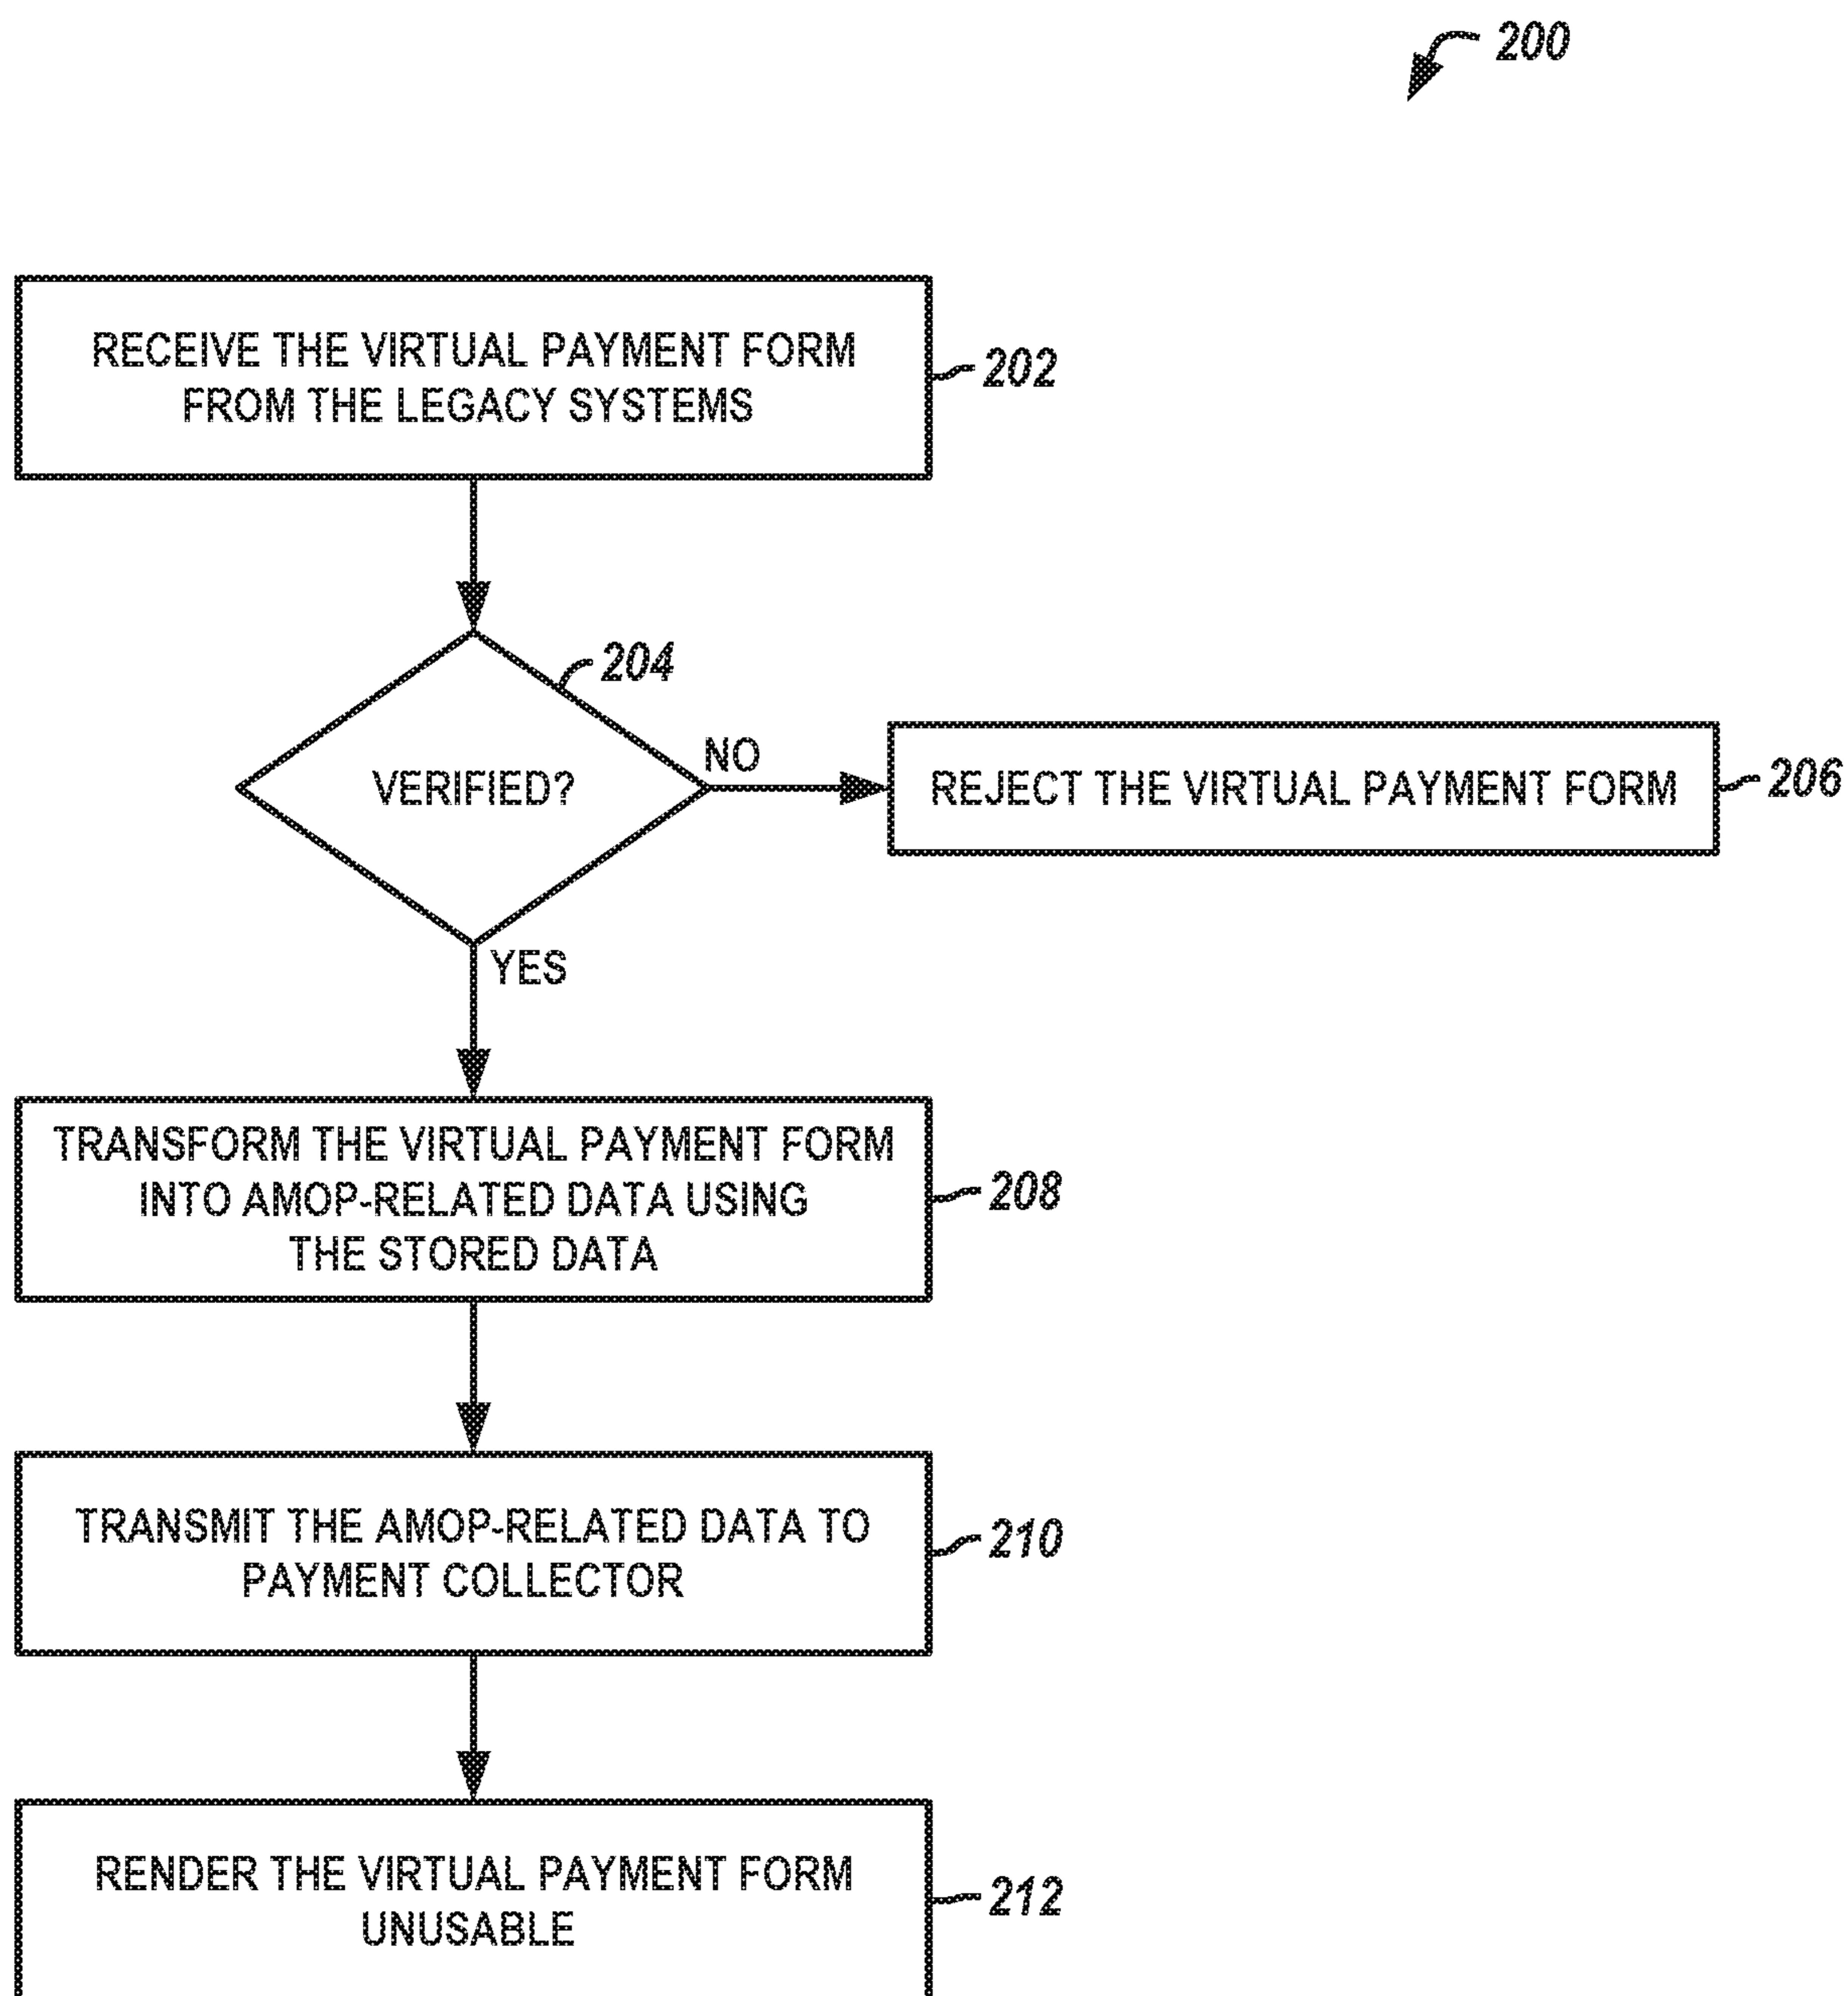 200
RECEIVE THE VIRTUAL PAYMENT FORM
FROM THE LEGACY SYSTEMS
202
204
VERIFIED?
NO
REJECT THE VIRTUAL PAYMENT FORM
206
YES
TRANSFORM THE VIRTUAL PAYMENT FORM
INTO AMOP-RELATED DATA USING
THE STORED DATA
208
TRANSMIT THE AMOP-RELATED DATA TO
PAYMENT COLLECTOR
210
RENDER THE VIRTUAL PAYMENT FORM
UNUSABLE
212